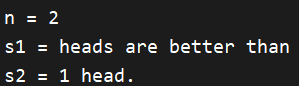 n = 2
s1 = heads are better than
s2 = 1 head.